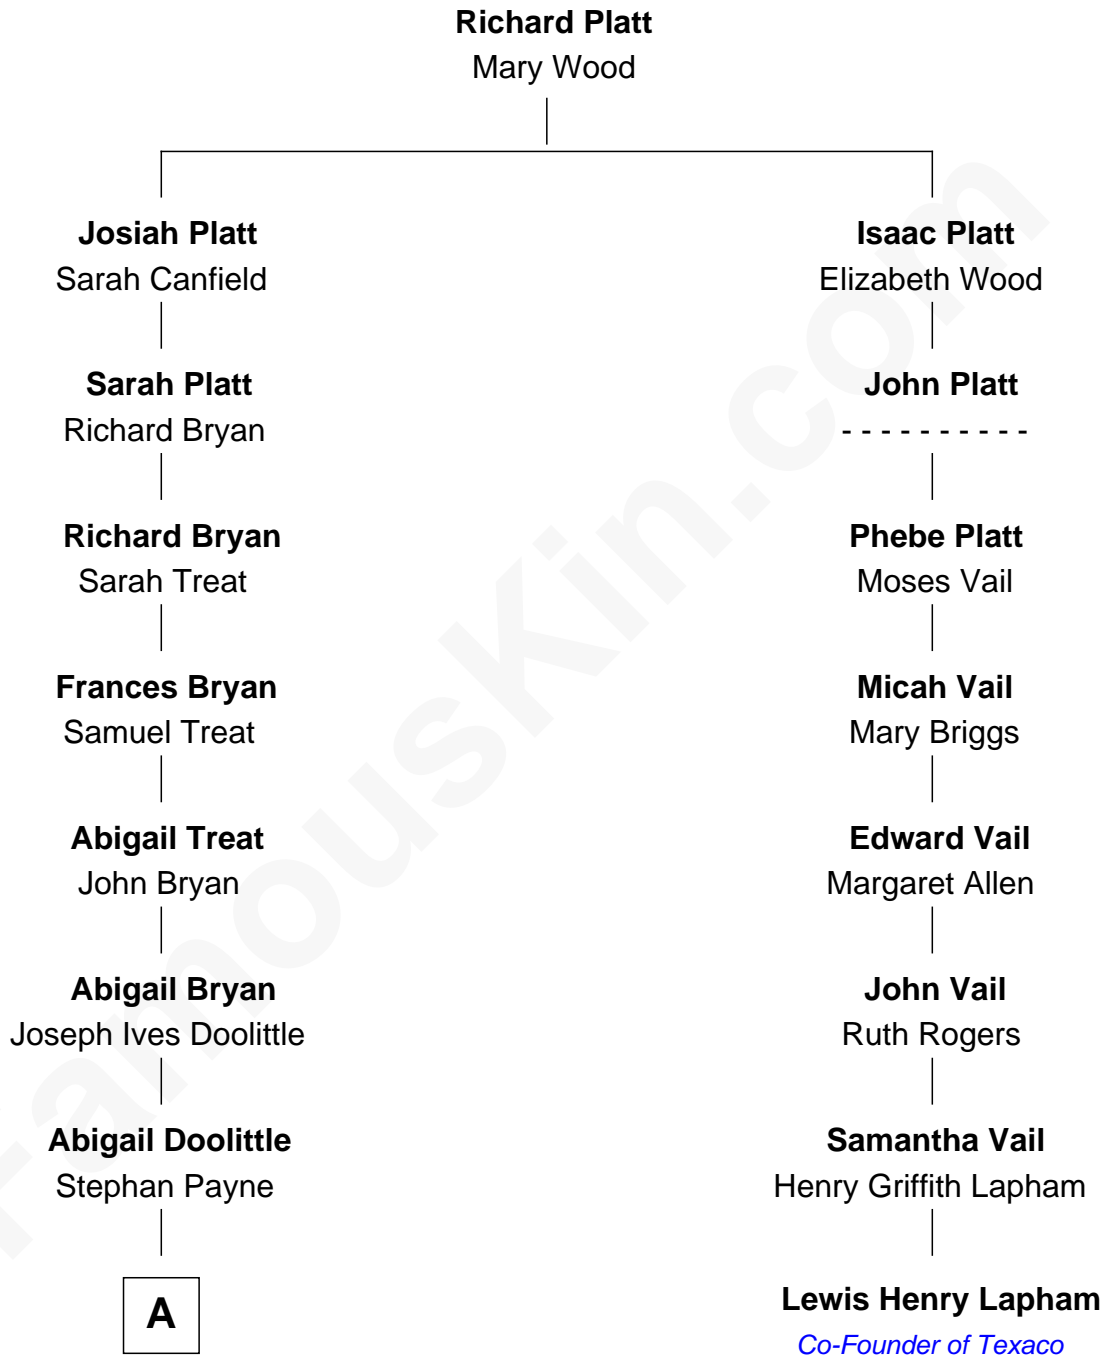 Richard Platt
Mary Wood
Josiah Platt
Sarah Canfield
Isaac Platt
Elizabeth Wood
Sarah Platt
Richard Bryan
John Platt
- - - - - - - - - -
Richard Bryan
Sarah Treat
Phebe Platt
Moses Vail
Frances Bryan
Samuel Treat
Micah Vail
Mary Briggs
Abigail Treat
John Bryan
Edward Vail
Margaret Allen
Abigail Bryan
Joseph Ives Doolittle
John Vail
Ruth Rogers
Abigail Doolittle
Stephan Payne
Samantha Vail
Henry Griffith Lapham
A
Lewis Henry Lapham
Co-Founder of Texaco
FamousKin.com